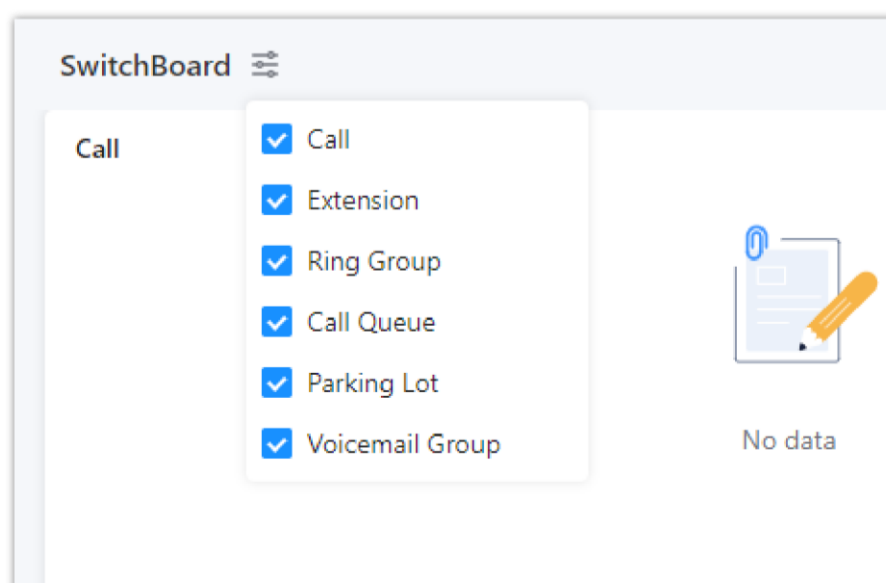 SwitchBoard
Call
Call
Extension
Ring Group
Call Queue
Parking Lot
Voicemail Group
No data